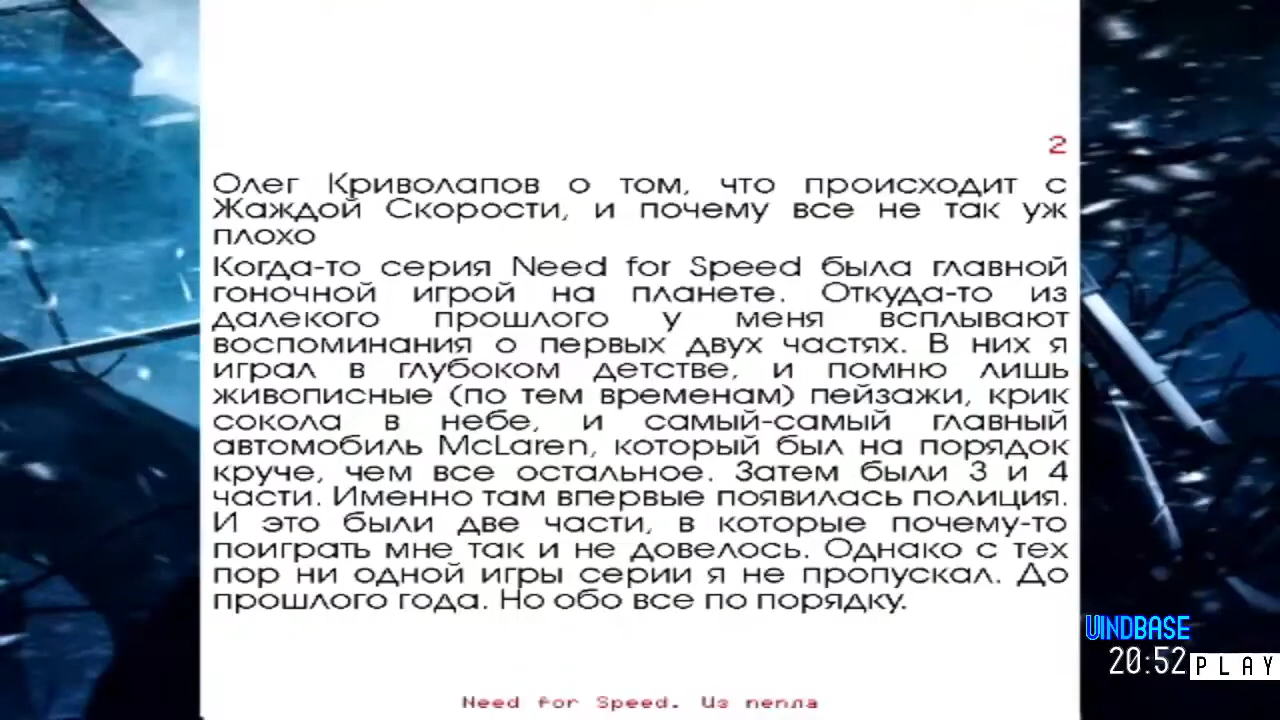 2
Олег Криволапов о том, что происходит с
Жаждой Скорости, и почему все не так уж
плохо
Когда-то серия Need for Speed была главной
гоночной игрой на планете. Откуда-то из
далекого прошлого у меня всплывают
воспоминания о первых двух частях. В них я
играл в глубоком детстве, и помню лишь
живописные (по тем временам) пейзажи, крик
сокола в небе, и самый-самый главный
автомобиль McLaren, который был на порядок
круче, чем все остальное. Затем были 3 и 4
части. Именно там впервые появилась полиция.
И это были две части, в которые почему-то
поиграть мне так и не довелось. Однако с тех
пор ни одной игры серии я не пропускал. До
прошлого года. Но обо все по порядку.
UINDBASE
20:52 PLAY
Need for Speed. Из пепла